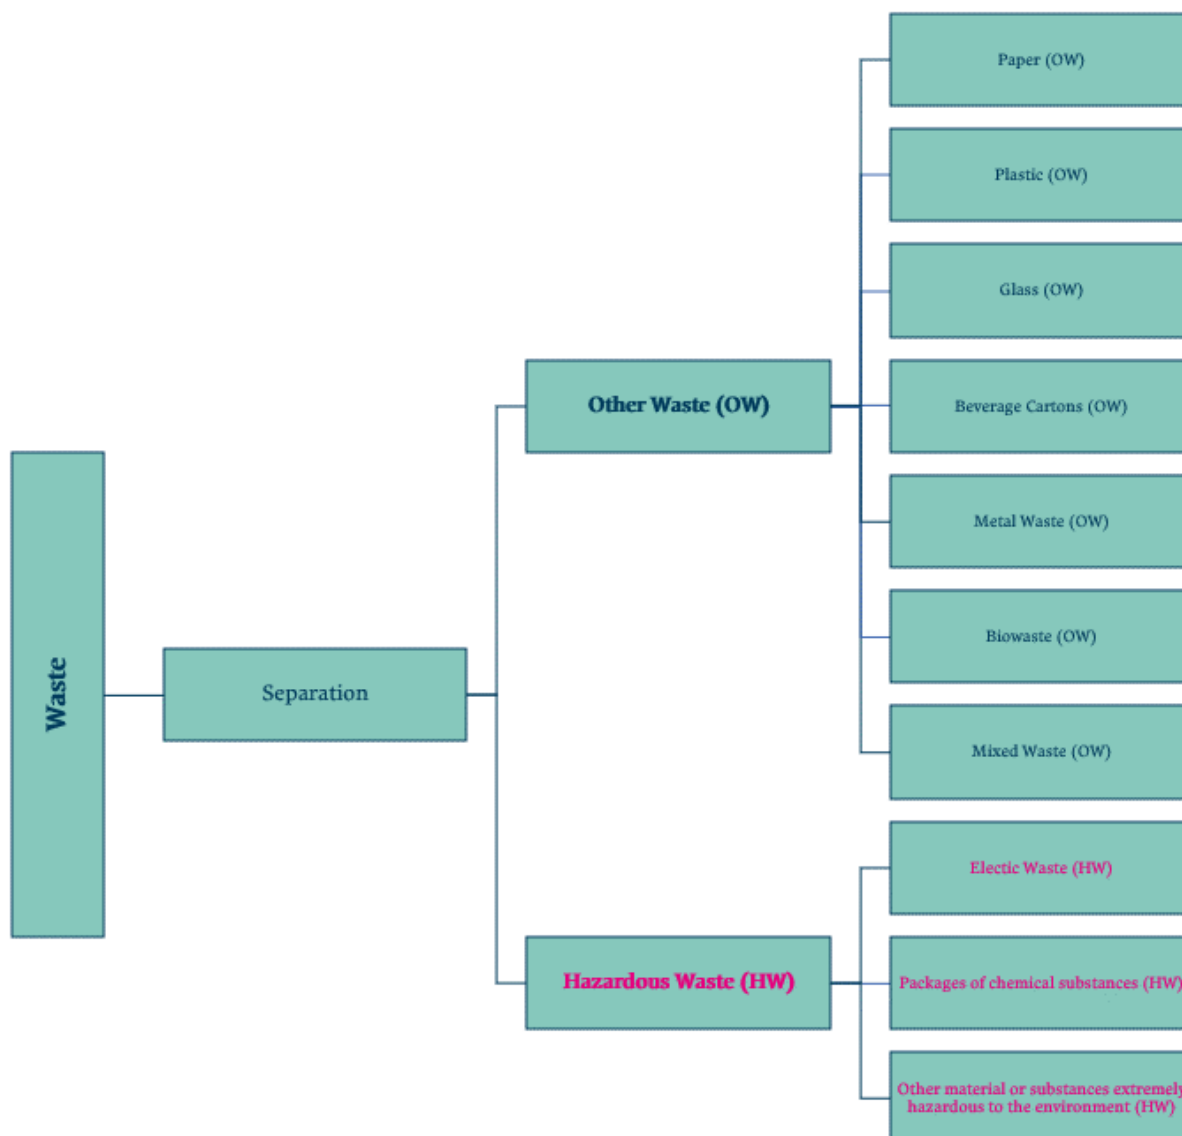 Waste
Separation
Other Waste (OW)
Hazardous Waste (HW)
Paper (OW)
Plastic (OW)
Glass (OW)
Beverage Cartons (OW)
Metal Waste (OW)
Biowaste (OW)
Mixed Waste (OW)
Electic Waste (HW)
Packages of chemical substances (HW)
Other material or substances extremely
hazardous to the environment (HW)